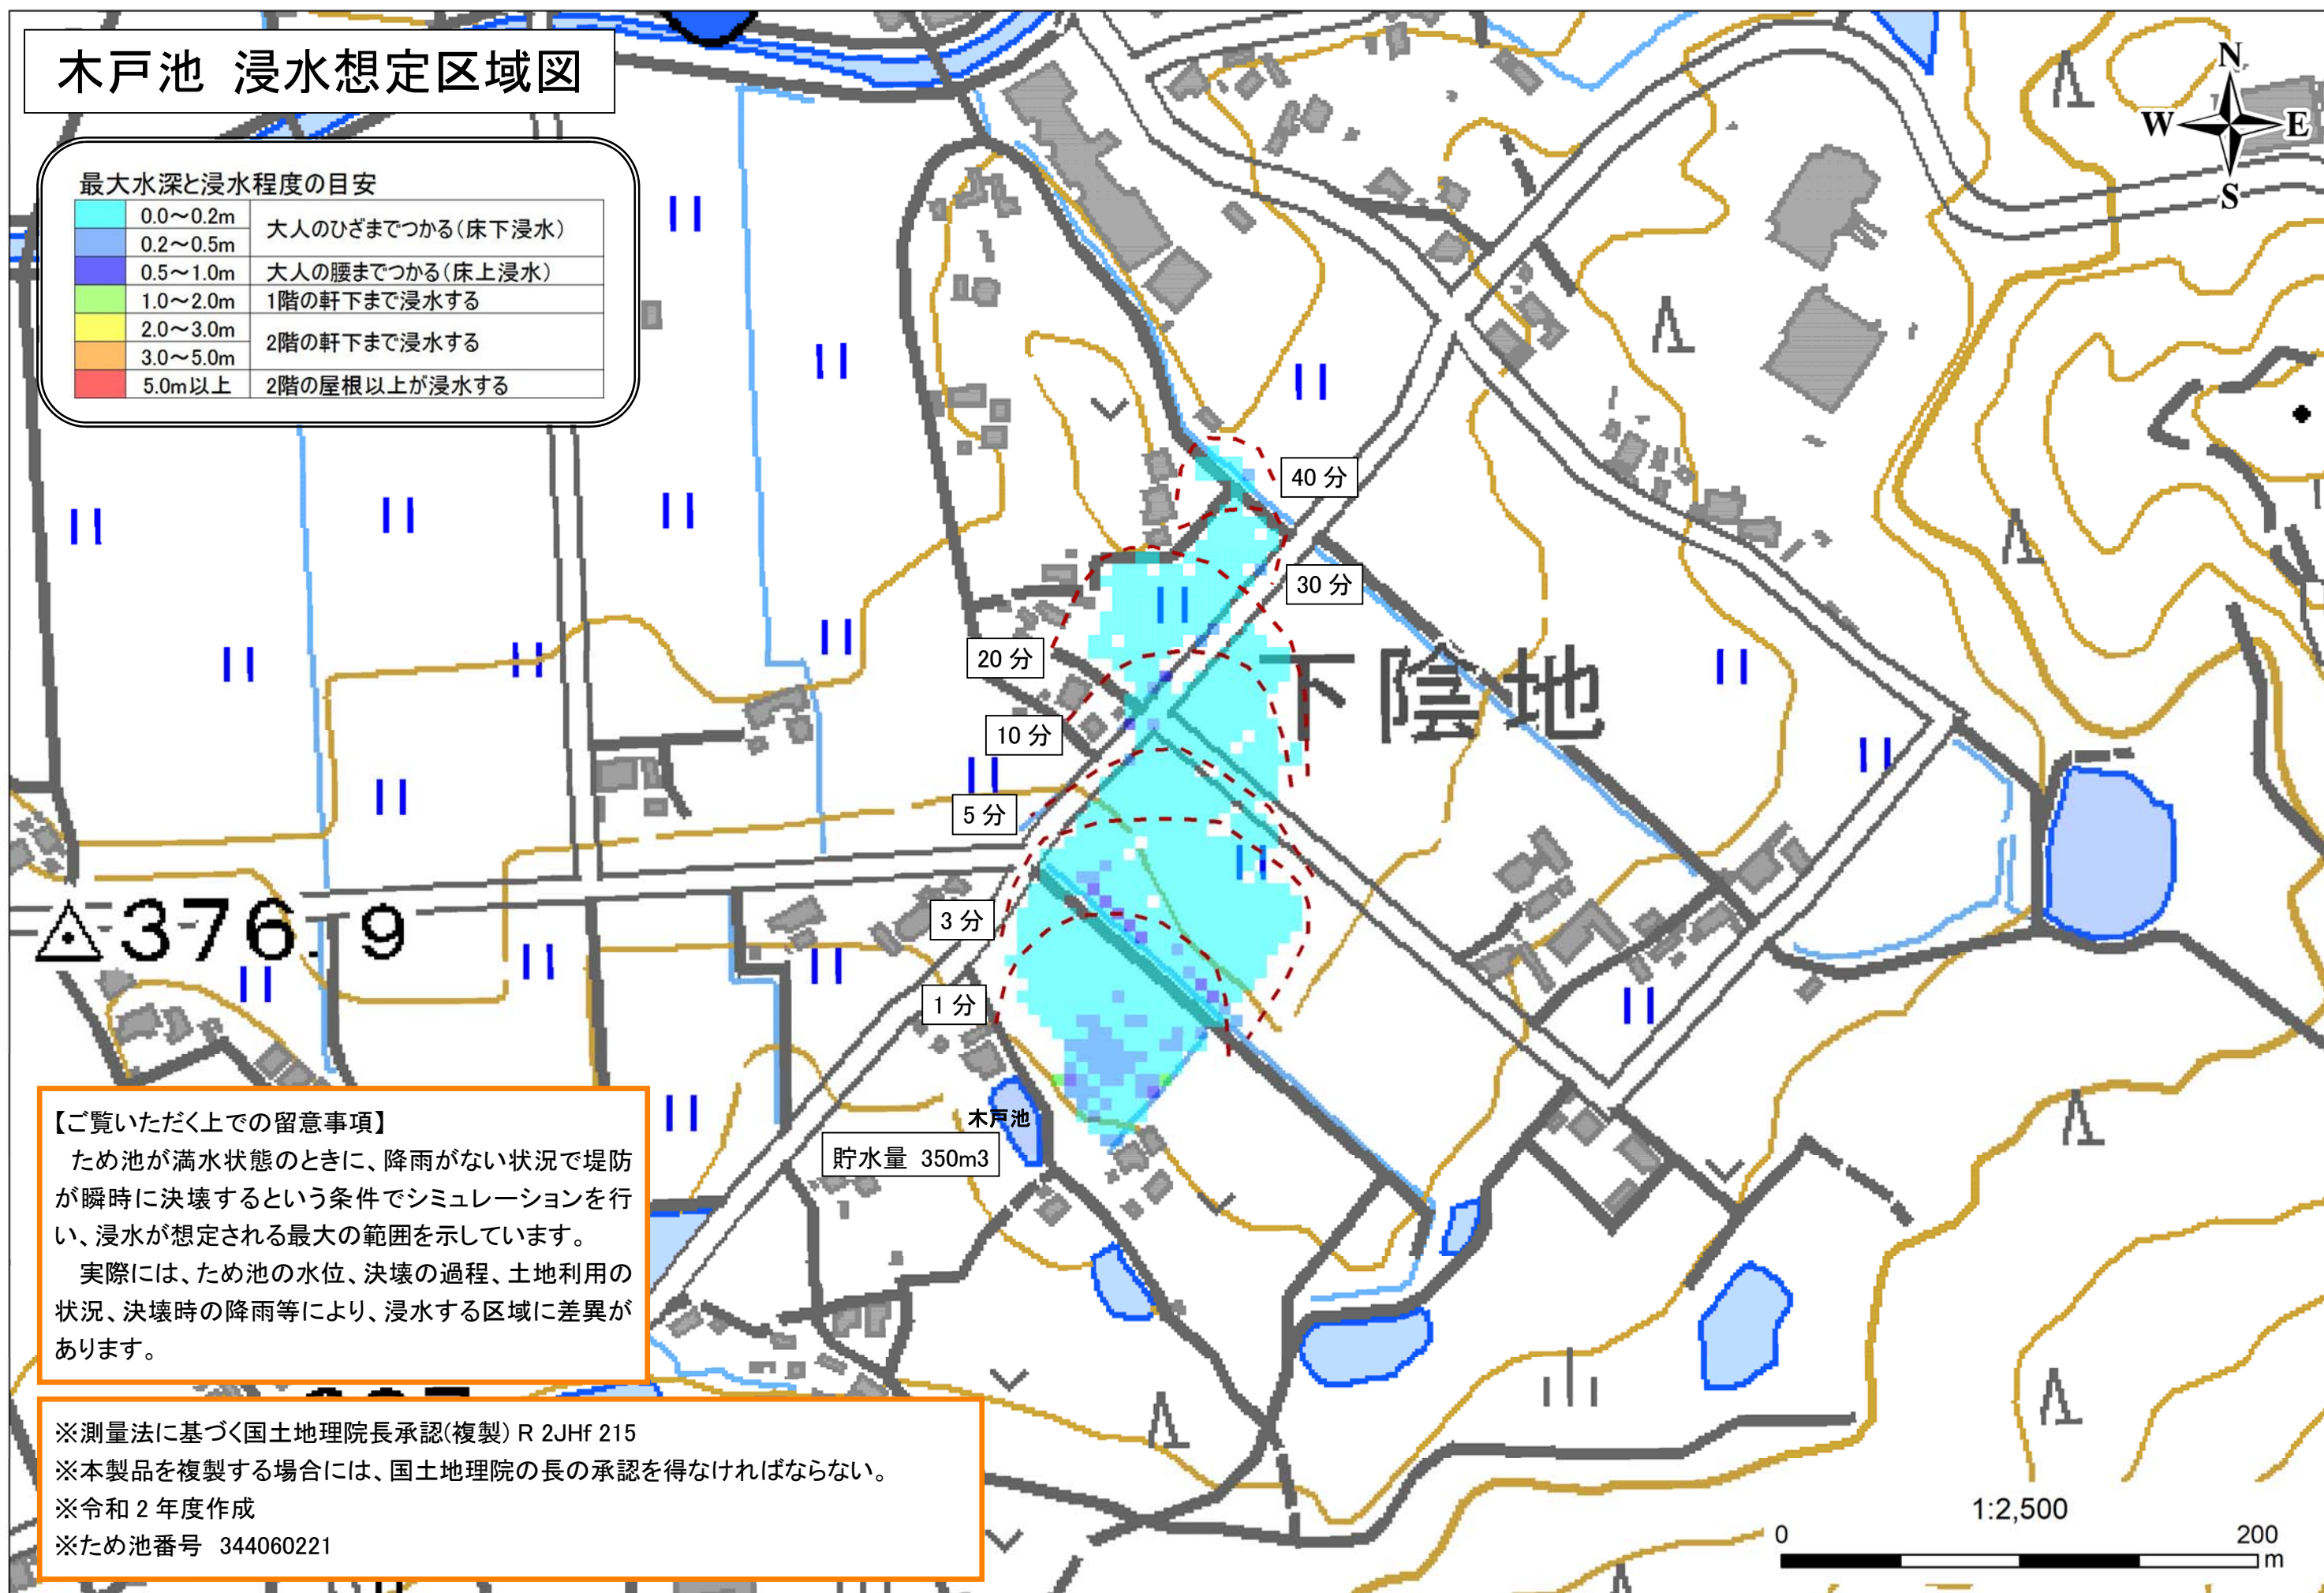 木戸池 浸水想定区域図
N
W
E
S
最大水深と浸水程度の目安
0.0～0.2m
大人のひざまでつかる(床下浸水)
0.2～0.5m
0.5～1.0m
大人の腰までつかる(床上浸水)
1.0～2.0m
1階の軒下まで浸水する
2.0～3.0m
2階の軒下まで浸水する
3.0～5.0m
5.0m以上
2階の屋根以上が浸水する
40 分
30 分
20 分
下陰地
10 分
5 分
3 分
376.9
1 分
木戸池
貯水量 350m3
【ご覧いただく上での留意事項】
ため池が満水状態のときに、降雨がない状況で堤防
が瞬時に決壊するという条件でシミュレーションを行
い、浸水が想定される最大の範囲を示しています。
実際には、ため池の水位、決壊の過程、土地利用の
状況、決壊時の降雨等により、浸水する区域に差異が
あります。
※測量法に基づく国土地理院長承認(複製) R 2JHf 215
※本製品を複製する場合には、国土地理院の長の承認を得なければならない。
※令和 2 年度作成
※ため池番号 344060221
1:2,500
0
200
m